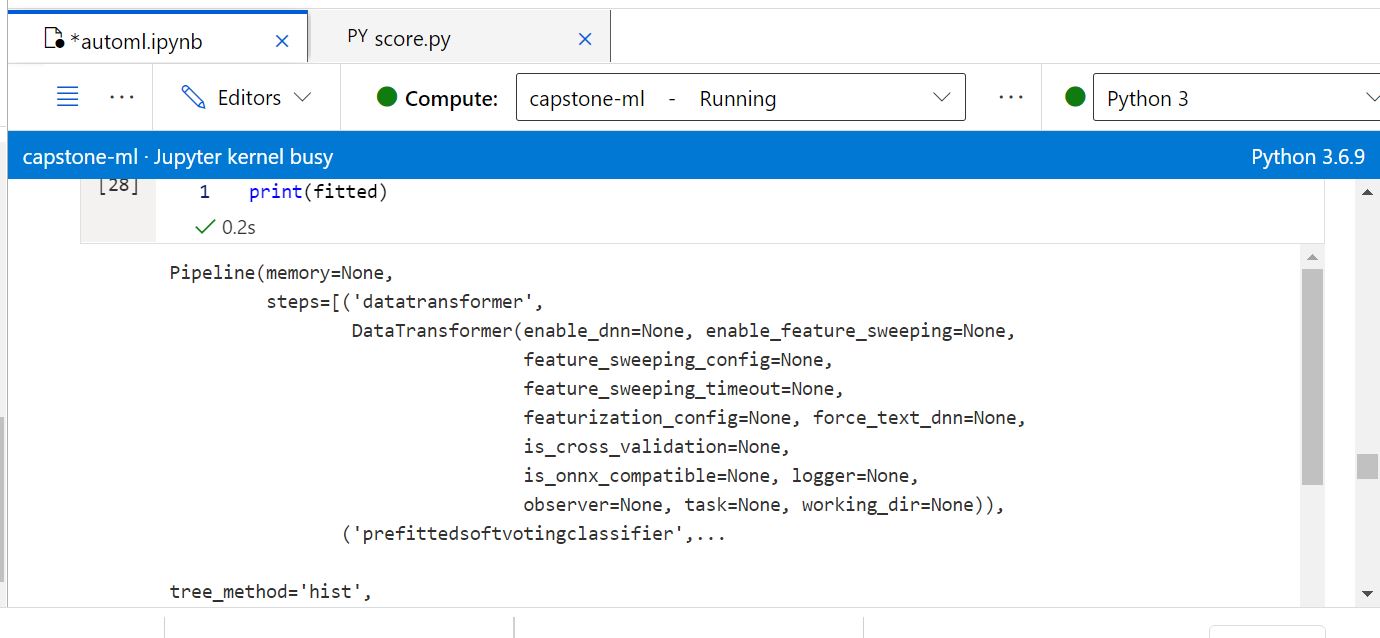 *automl.ipynb
PY score.py
Editors
Compute:
capstone-ml - Running
Python 3
capstone-ml · Jupyter kernel busy
Python 3.6.9
[28]
1 print(fitted)
0.2s
Pipeline(memory=None,
steps=[('datatransformer',
DataTransformer(enable_dnn=None, enable_feature_sweeping=None,
feature_sweeping_config=None,
feature_sweeping_timeout=None,
featurization_config=None, force_text_dnn=None,
is_cross_validation=None,
is_onnx_compatible=None, logger=None,
observer=None, task=None, working_dir=None)),
('prefittedsoftvotingclassifier',...
tree_method='hist',